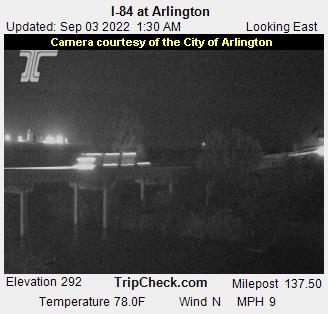 I-84 at Arlington
Updated: Sep 03 2022 1:30 AM Looking East
Camera courtesy of the City of Arlington
Elevation 292 TripCheck.com Milepost 137.50
Temperature 78.0F Wind N MPH 9